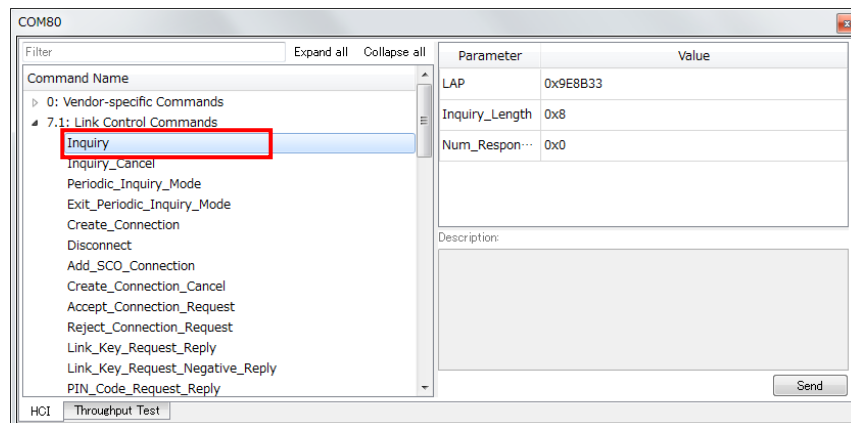 COM80
Filter Expand all Collapse all
Command Name
0: Vendor-specific Commands
7.1: Link Control Commands
Inquiry
Inquiry_Cancel
Periodic_Inquiry_Mode
Exit_Periodic_Inquiry_Mode
Create_Connection
Disconnect
Add_SCO_Connection
Create_Connection_Cancel
Accept_Connection_Request
Reject_Connection_Request
Link_Key_Request_Reply
Link_Key_Request_Negative_Reply
PIN_Code_Request_Reply
Parameter Value
LAP 0x9E8B33
Inquiry_Length 0x8
Num_Respon⋯ 0x0
Description:
Send
HCI Throughput Test